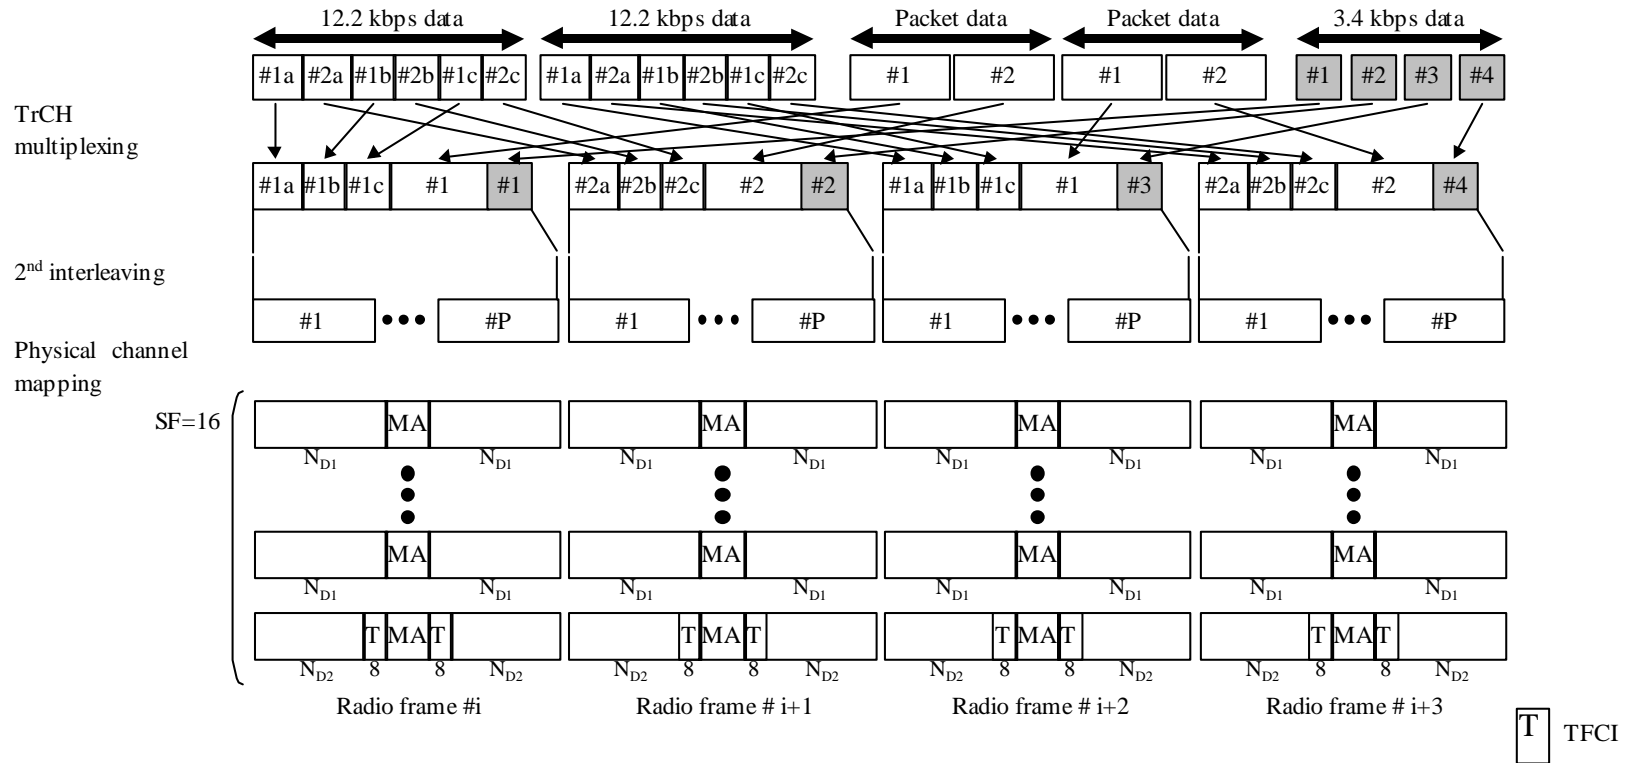 12.2 kbps data 12.2 kbps data Packet data Packet data 3.4 kbps data
#1a #2a #1b #2b #1c #2c #1a #2a #1b #2b #1c #2c #1 #2 #1 #2 #1 #2 #3 #4
TrCH
multiplexing
#1a #1b #1c #1 #1 #2a #2b #2c #2 #2 #1a #1b #1c #1 #3 #2a #2b #2c #2 #4
2nd interleaving
#1 #P #1 #P #1 #P #1 #P
Physical channel
mapping
SF=16
MA MA MA MA
ND1 ND1 ND1 ND1 ND1 ND1 ND1 ND1
MA MA MA MA
ND1 ND1 ND1 ND1 ND1 ND1 ND1 ND1
T MA T T MA T T MA T T MA T
ND2 8 8 ND2 ND2 8 8 ND2 ND2 8 8 ND2 ND2 8 8 ND2
Radio frame #i Radio frame # i+1 Radio frame # i+2 Radio frame # i+3
T TFCI